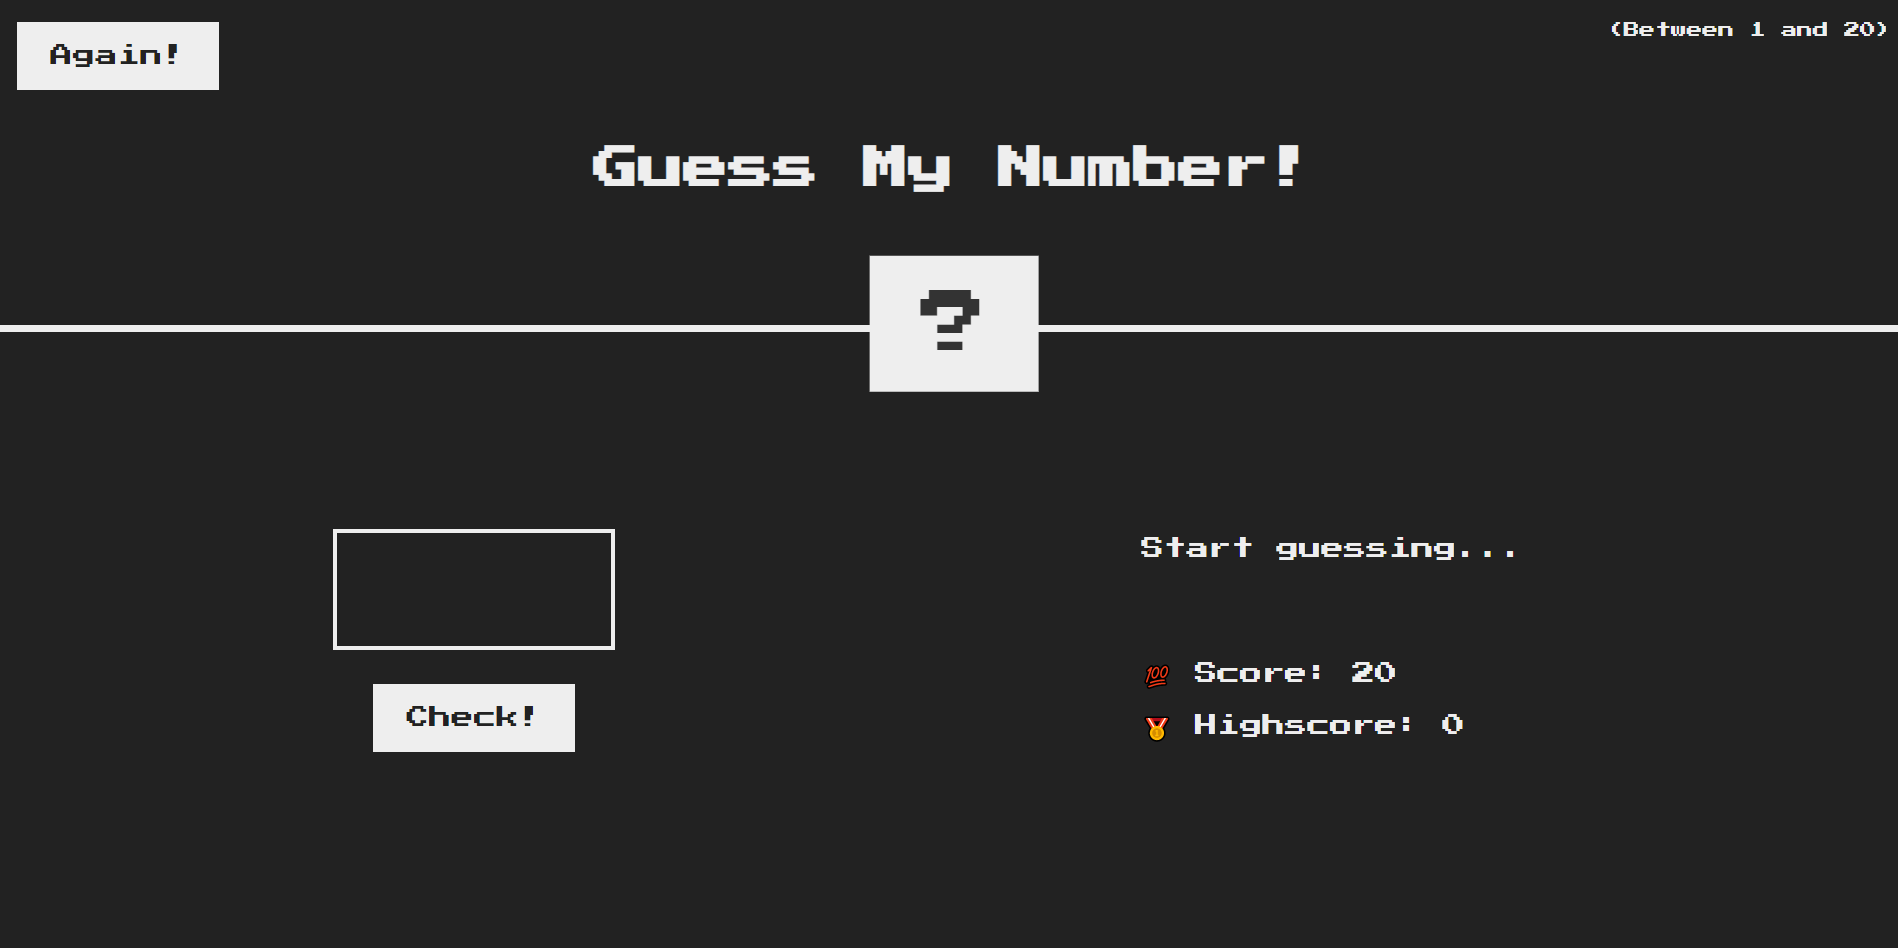 Again!
(Between 1 and 20)
Guess My Number!
?
Start guessing...
💯 Score: 20
Check!
🥇 Highscore: 0